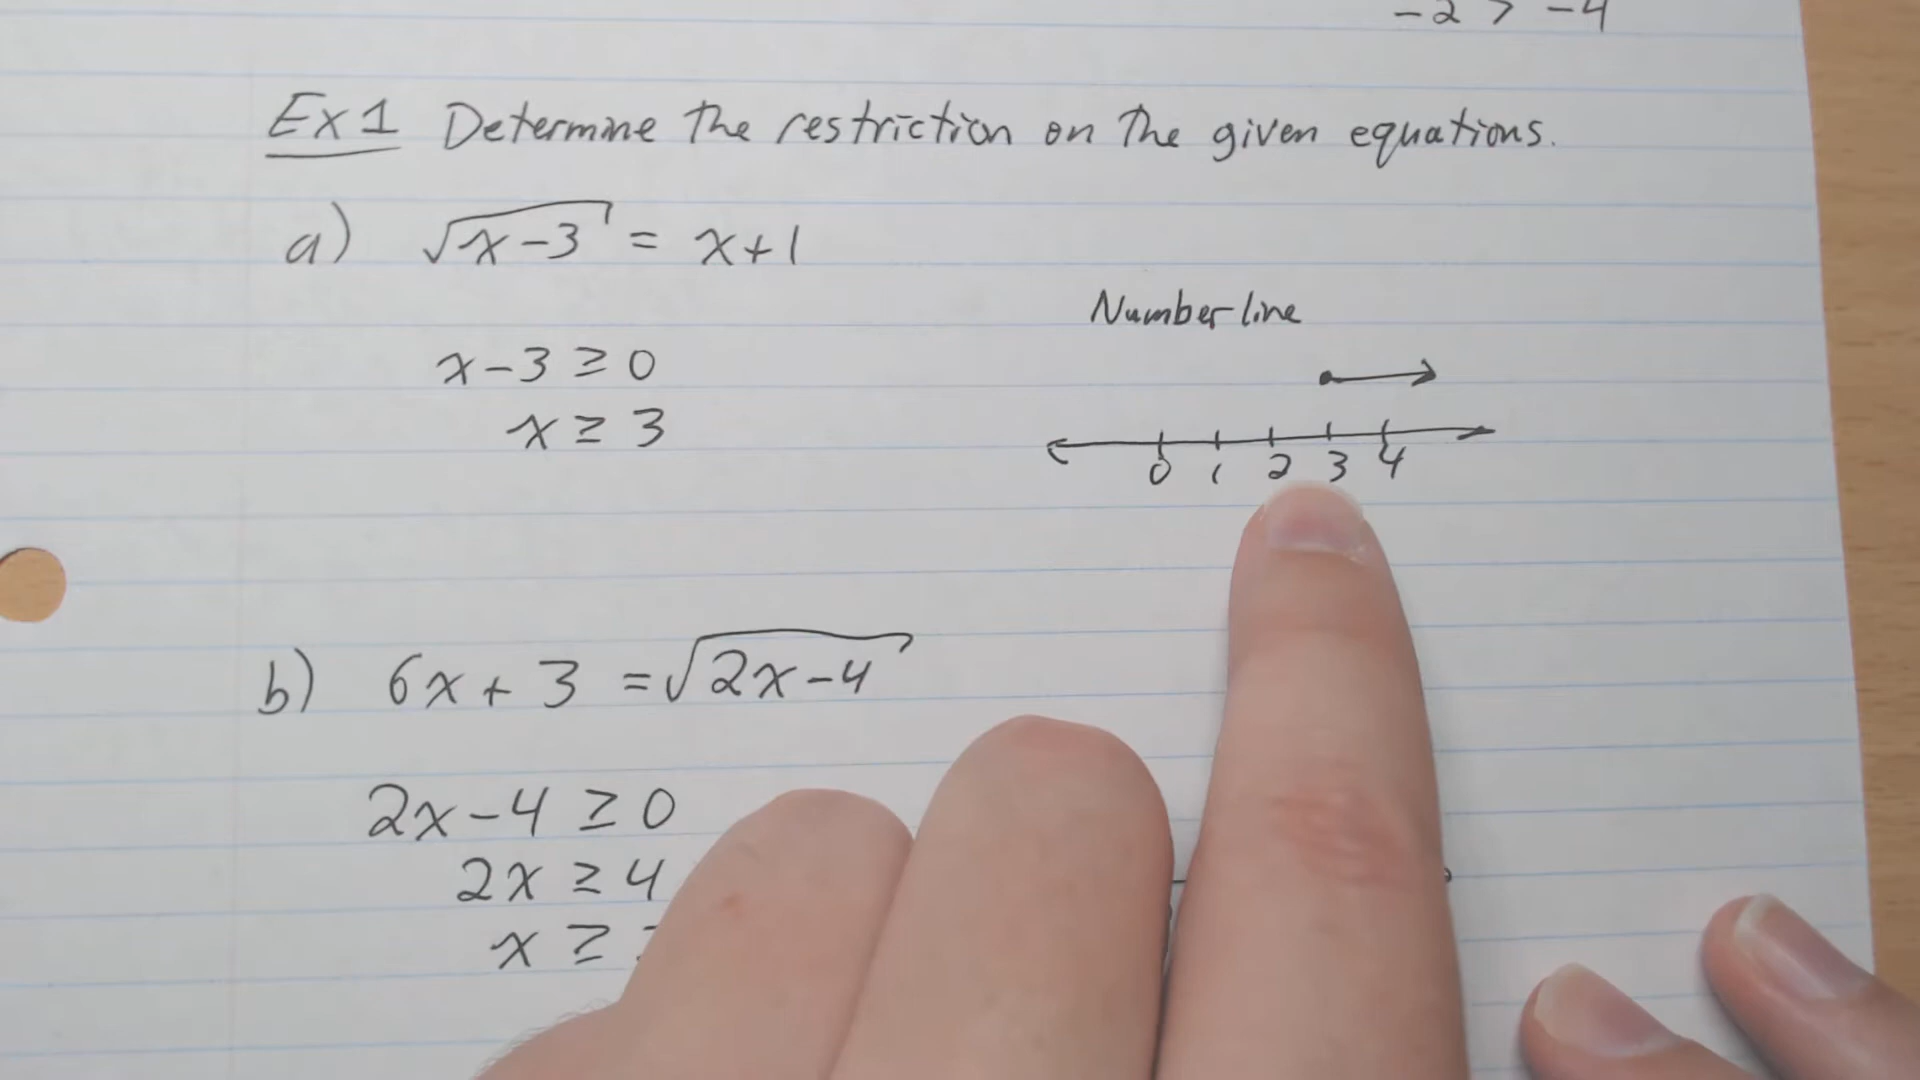 -2 > -4
Ex 1 Determine the restriction on the given equations.
a) √(x-3) = x+1
Number line
x-3 ≥ 0
x ≥ 3
0 1 2 3 4
b) 6x + 3 = √(2x-4)
2x-4 ≥ 0
2x ≥ 4
x ≥